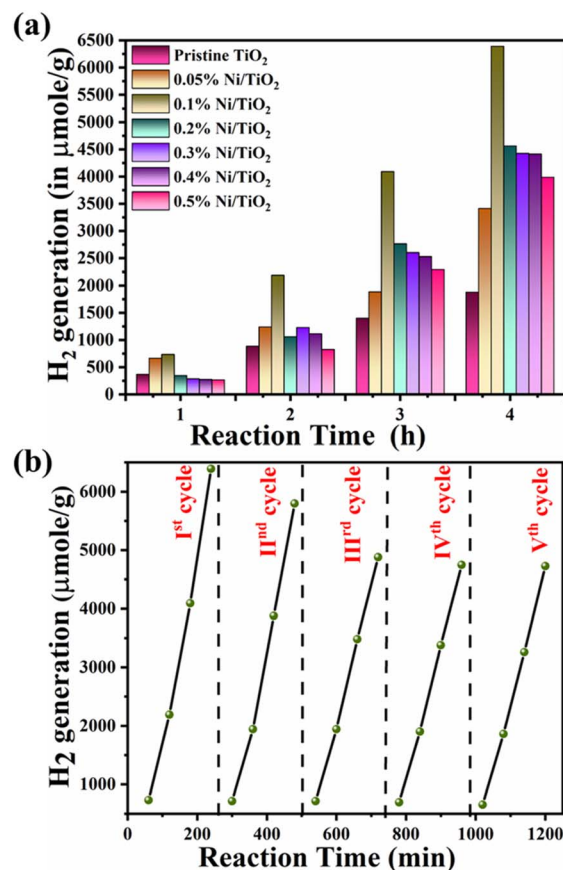 (a)
H₂ generation (in μmole/g)
6500
6000
5500
5000
4500
4000
3500
3000
2500
2000
1500
1000
500
0
Pristine TiO₂
0.05% Ni/TiO₂
0.1% Ni/TiO₂
0.2% Ni/TiO₂
0.3% Ni/TiO₂
0.4% Ni/TiO₂
0.5% Ni/TiO₂
1 2 3 4
Reaction Time (h)
(b)
H₂ generation (μmole/g)
6000
5000
4000
3000
2000
1000
Iˢᵗ cycle
IIⁿᵈ cycle
IIIʳᵈ cycle
IVᵗʰ cycle
Vᵗʰ cycle
0 200 400 600 800 1000 1200
Reaction Time (min)